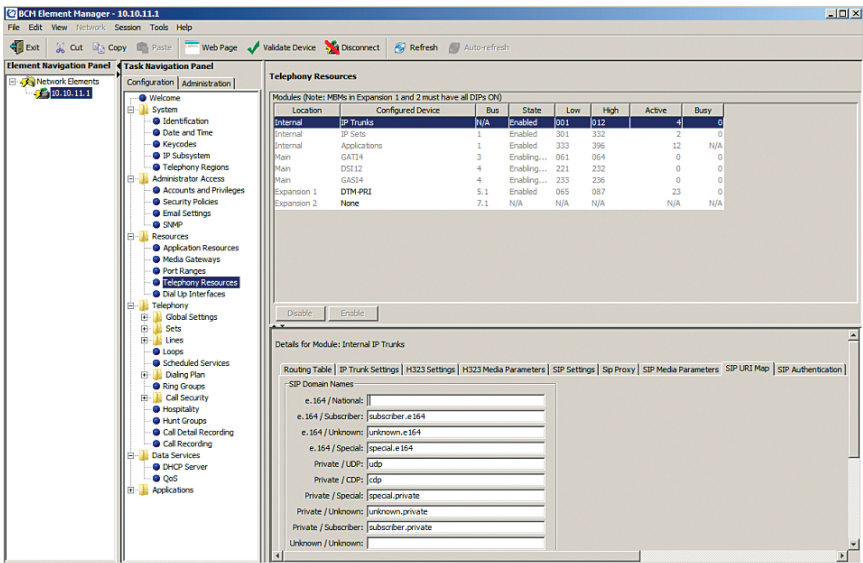 BCM Element Manager - 10.10.11.1
File Edit View Network Session Tools Help
Exit Cut Copy Paste Web Page Validate Device Disconnect Refresh Auto-refresh
Element Navigation Panel
Network Elements
10.10.11.1
Task Navigation Panel
Configuration Administration
Welcome
System
Identification
Date and Time
Keycodes
IP Subsystem
Telephony Regions
Administrator Access
Accounts and Privileges
Security Policies
Email Settings
SNMP
Resources
Application Resources
Media Gateways
Port Ranges
Telephony Resources
Dial Up Interfaces
Telephony
Global Settings
Sets
Lines
Loops
Scheduled Services
Dialing Plan
Ring Groups
Call Security
Hospitality
Hunt Groups
Call Detail Recording
Call Recording
Data Services
DHCP Server
QoS
Applications
Telephony Resources
Modules (Note: MBMs in Expansion 1 and 2 must have all DIPs ON)
Location Configured Device Bus State Low High Active Busy
Internal IP Trunks N/A Enabled 001 012 4 0
Internal IP Sets 1 Enabled 301 332 2 0
Internal Applications 1 Enabled 333 396 12 N/A
Main GATI4 3 Enabling... 061 064 0 0
Main DSI12 4 Enabling... 221 232 0 0
Main GASI4 4 Enabling... 233 236 0 0
Expansion 1 DTM-PRI 5.1 Enabled 065 087 23 0
Expansion 2 None 7.1 N/A N/A N/A N/A N/A
Disable Enable
Details for Module: Internal IP Trunks
Routing Table IP Trunk Settings H323 Settings H323 Media Parameters SIP Settings Sip Proxy SIP Media Parameters SIP URI Map SIP Authentication
SIP Domain Names
e.164 / National:
e.164 / Subscriber: subscriber.e164
e.164 / Unknown: unknown.e164
e.164 / Special: special.e164
Private / UDP: udp
Private / CDP: cdp
Private / Special: special.private
Private / Unknown: unknown.private
Private / Subscriber: subscriber.private
Unknown / Unknown: